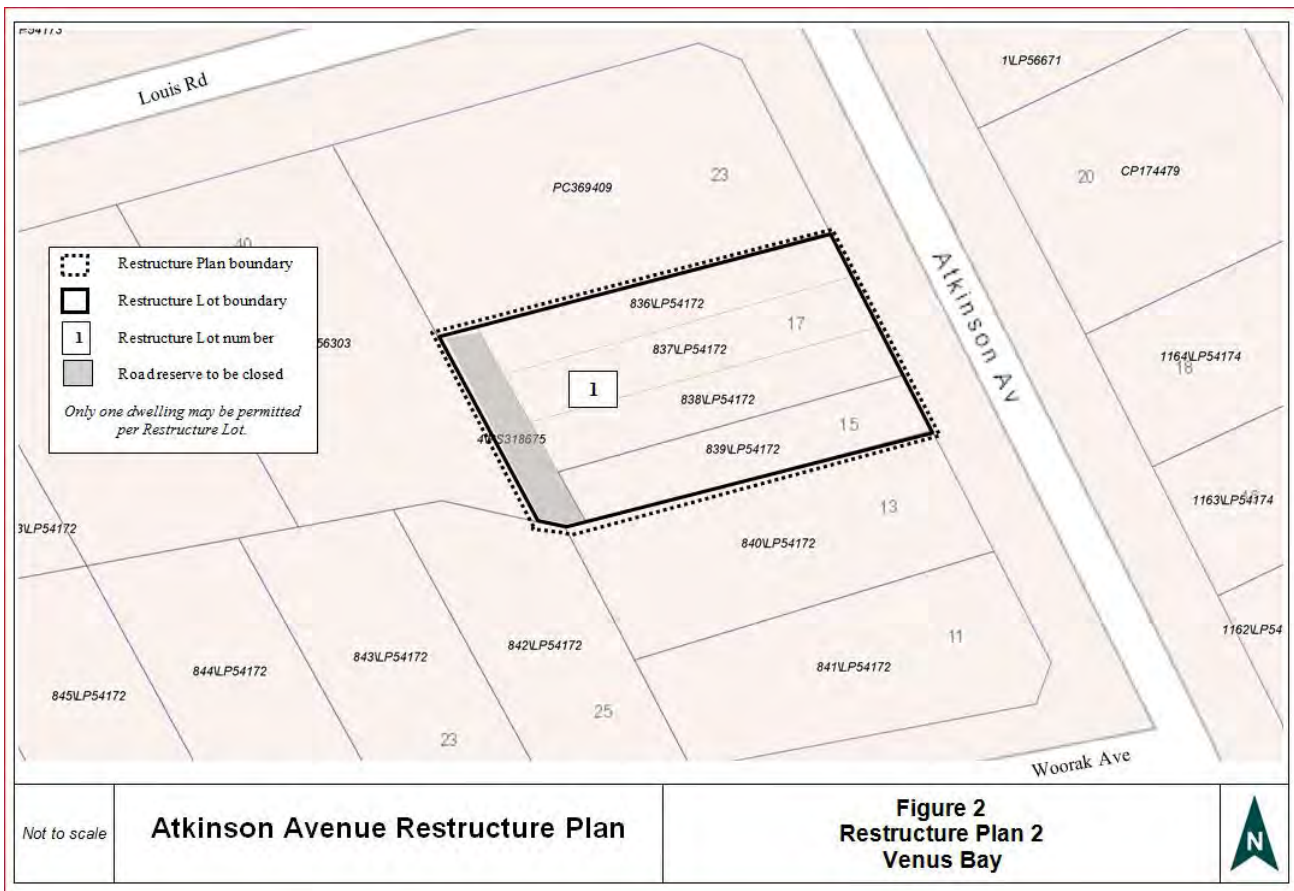 Louis Rd
1\LP56671
PC369409
23
20
CP174479
Restructure Plan boundary
Restructure Lot boundary
1
Restructure Lot number
Road reserve to be closed
Only one dwelling may be permitted
per Restructure Lot.
40
56303
836\LP54172
17
837\LP54172
1
838\LP54172
15
839\LP54172
Atkinson Av
1164\LP54174
18
1163\LP54174
13
840\LP54172
1162\LP54
11
841\LP54172
842\LP54172
843\LP54172
844\LP54172
845\LP54172
25
23
Woorak Ave
Not to scale
Atkinson Avenue Restructure Plan
Figure 2
Restructure Plan 2
Venus Bay
N